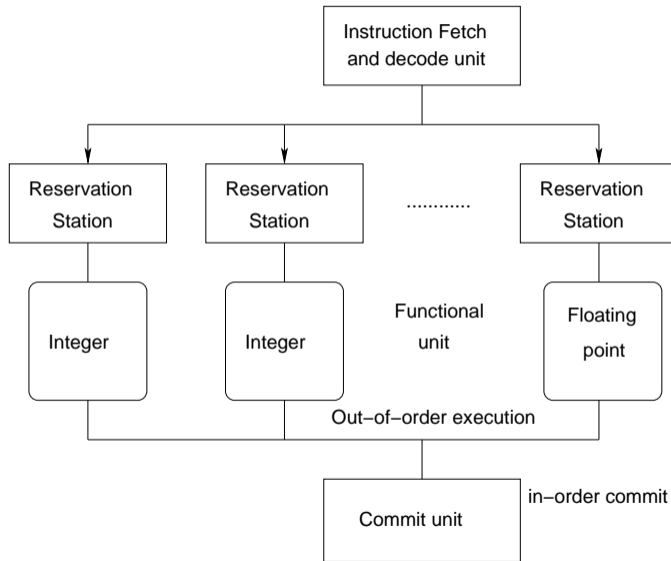 Instruction Fetch
and decode unit
Reservation
Station
Reservation
Station
............
Reservation
Station
Integer
Integer
Functional
unit
Floating
point
Out−of−order execution
Commit unit
in−order commit